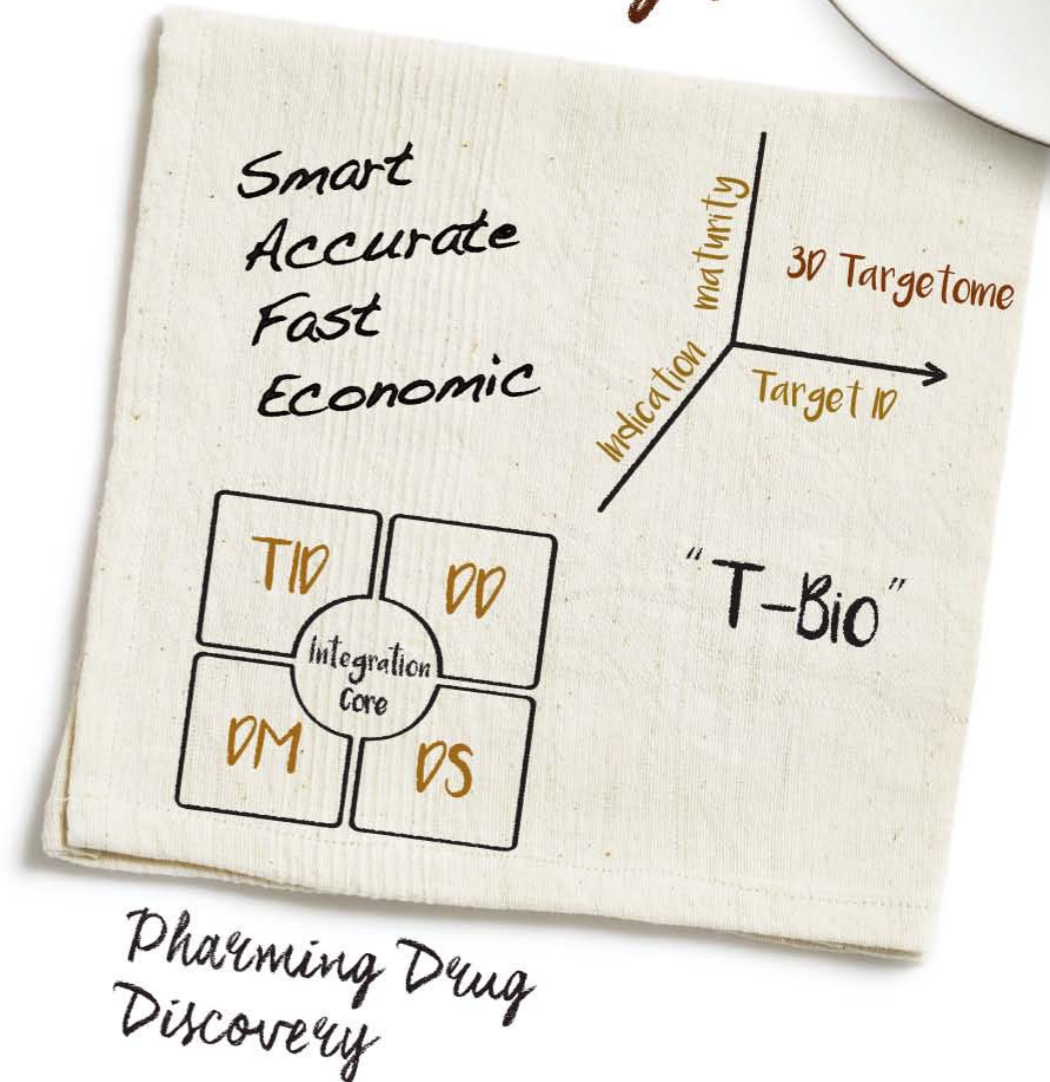 Smart
Accurate
Fast
Economic
maturity
3D Targetome
Indication
Target ID
TID
DD
Integration
Core
DM
DS
"T-Bio"
Pharming Drug
Discovery